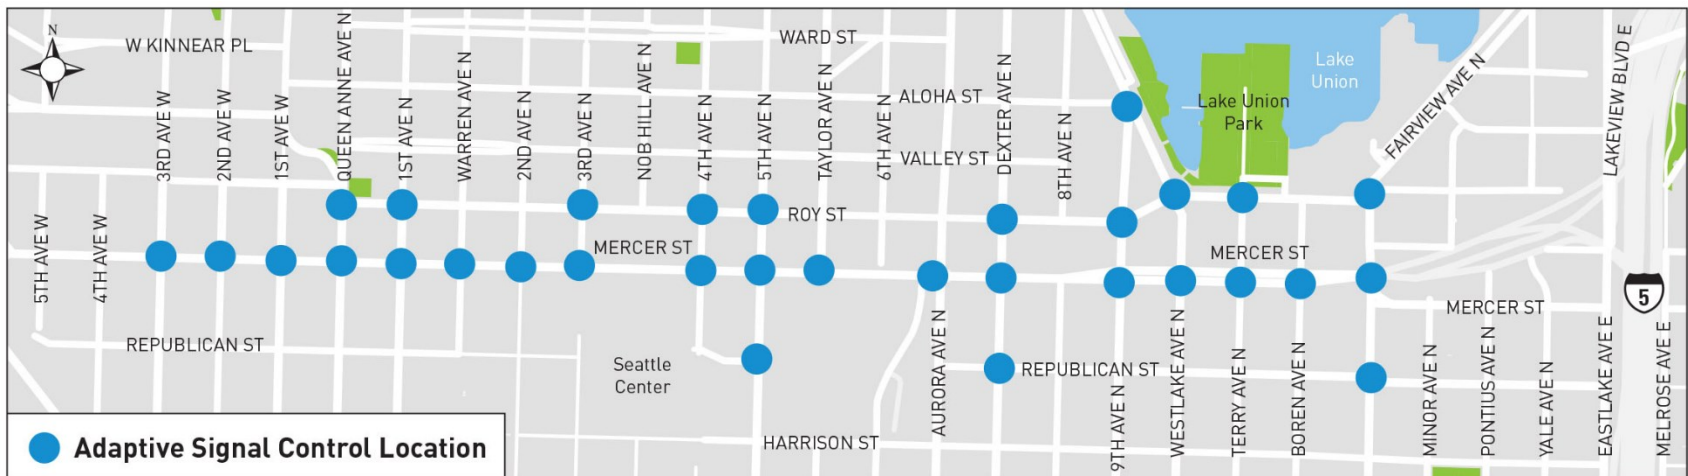 N
W KINNEAR PL
WARD ST
ALOHA ST
VALLEY ST
3RD AVE W
2ND AVE W
1ST AVE W
QUEEN ANNE AVE N
1ST AVE N
WARREN AVE N
2ND AVE N
3RD AVE N
NOB HILL AVE N
4TH AVE N
5TH AVE N
TAYLOR AVE N
6TH AVE N
DEXTER AVE N
8TH AVE N
Lake
Union
Lake Union
Park
FAIRVIEW AVE N
LAKEVIEW BLVD E
ROY ST
MERCER ST
MERCER ST
5TH AVE W
4TH AVE W
5
MERCER ST
REPUBLICAN ST
Seattle
Center
REPUBLICAN ST
AURORA AVE N
9TH AVE N
WESTLAKE AVE N
TERRY AVE N
BOREN AVE N
MINOR AVE N
PONTIUS AVE N
YALE AVE N
EASTLAKE AVE E
MELROSE AVE E
HARRISON ST
Adaptive Signal Control Location